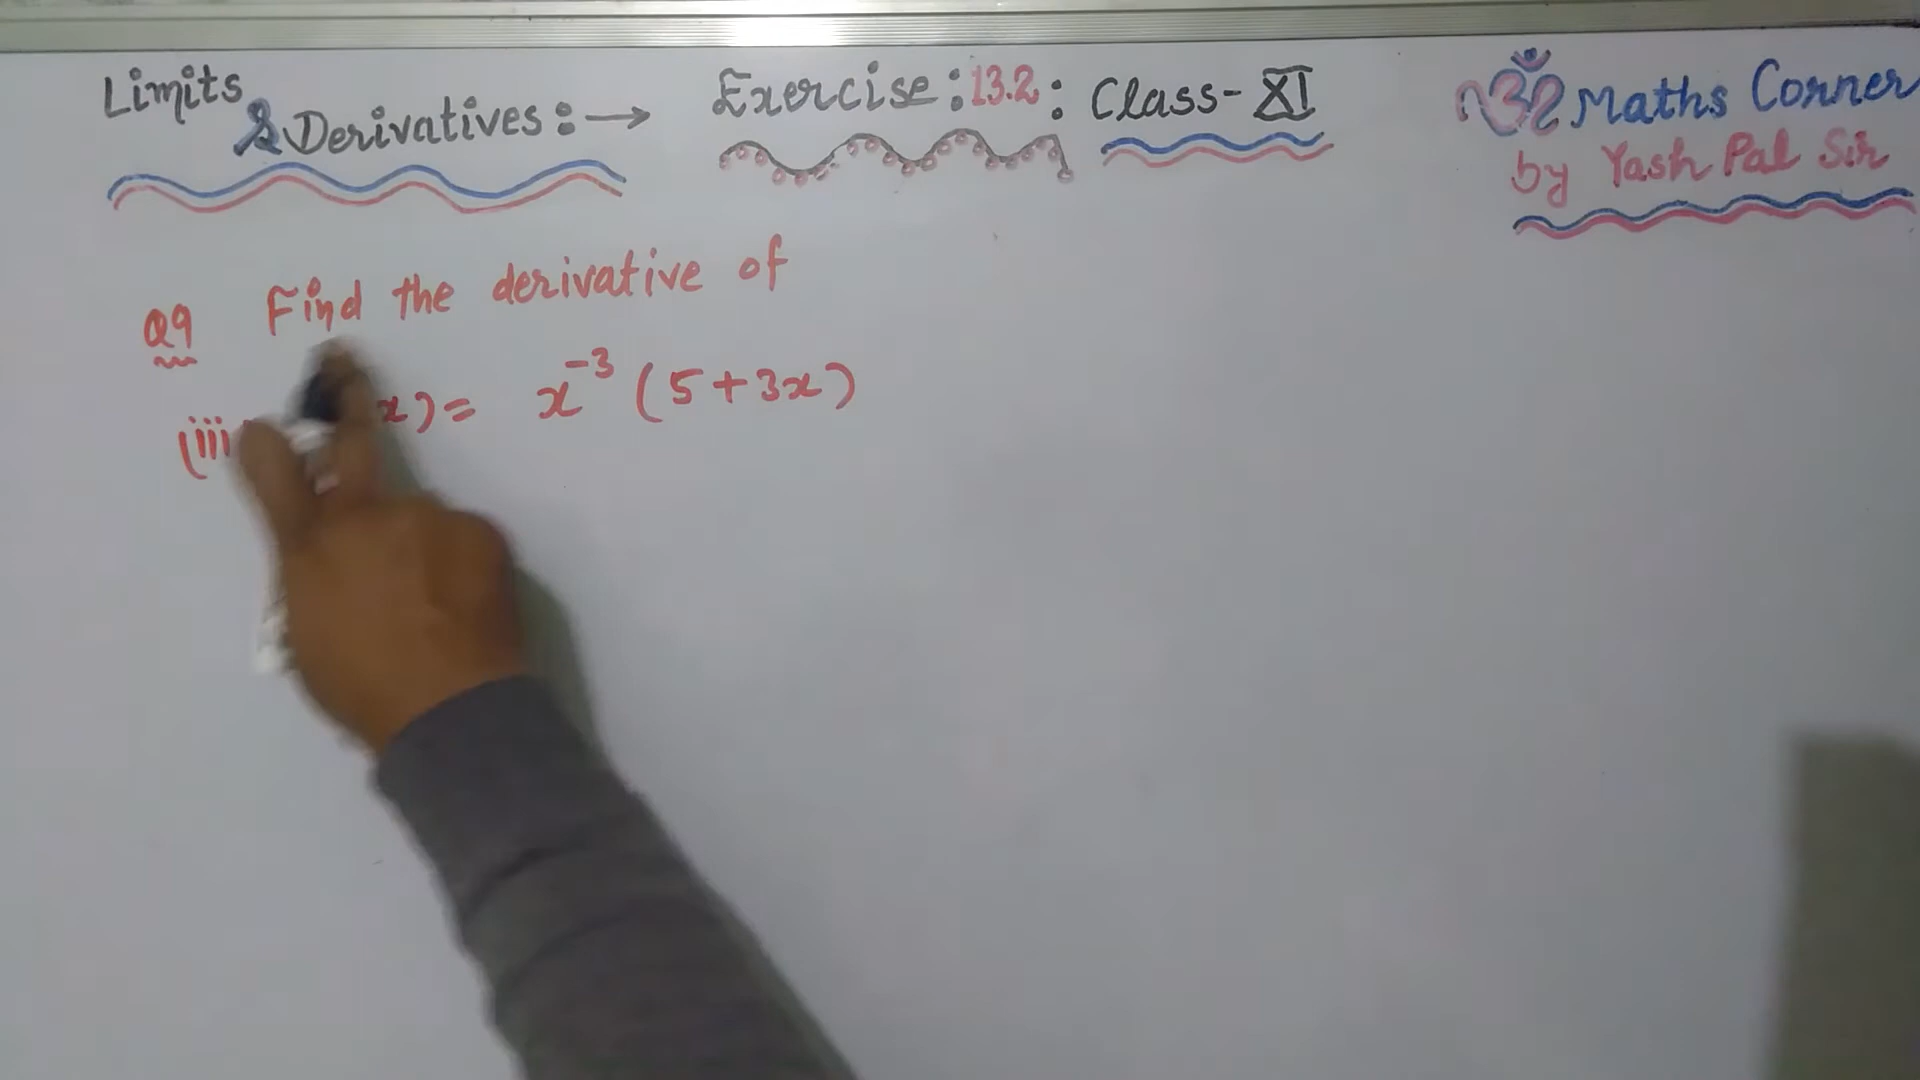 Limits
& Derivatives :→
Exercise : 13.2 : Class- XI
ॐ Maths Corner
by Yash Pal Sir
Q9 Find the derivative of
(iii x) = x⁻³ (5+3x)